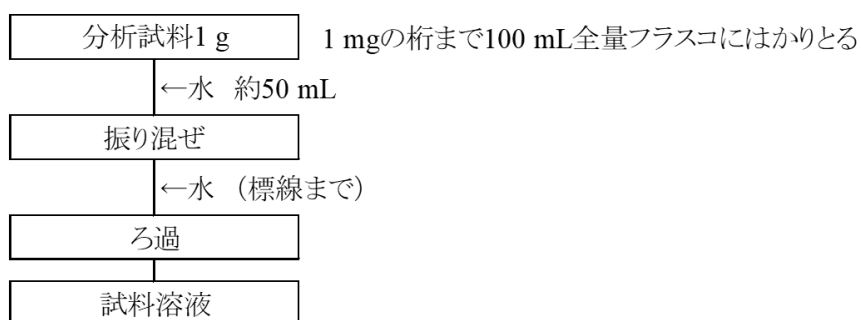 分析試料1 g　1 mgの桁まで100 mL全量フラスコにはかりとる
←水　約50 mL
振り混ぜ
←水　（標線まで）
ろ過
試料溶液